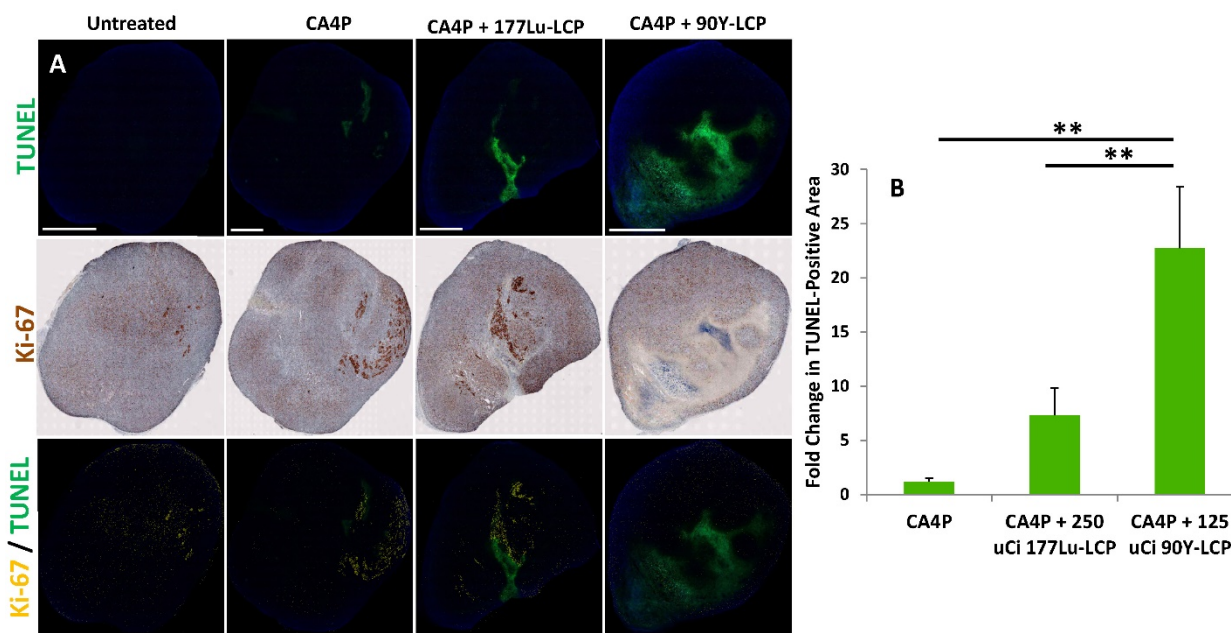 Untreated
CA4P
CA4P + 177Lu-LCP
CA4P + 90Y-LCP
A
TUNEL
Ki-67
Ki-67 / TUNEL
B
**
**
Fold Change in TUNEL-Positive Area
30
25
20
15
10
5
0
CA4P
CA4P + 250
uCi 177Lu-LCP
CA4P + 125
uCi 90Y-LCP